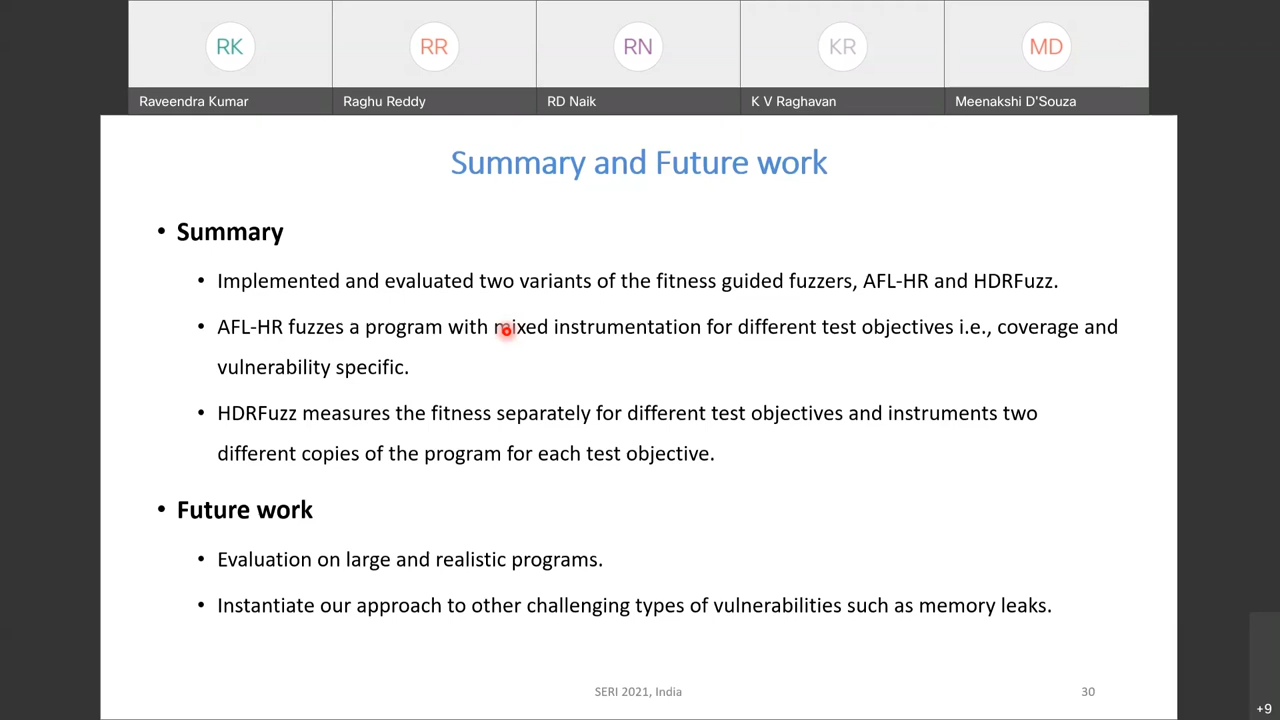 RK
RR
RN
KR
MD
Raveendra Kumar
Raghu Reddy
RD Naik
K V Raghavan
Meenakshi D'Souza
Summary and Future work
• Summary
• Implemented and evaluated two variants of the fitness guided fuzzers, AFL-HR and HDRFuzz.
• AFL-HR fuzzes a program with mixed instrumentation for different test objectives i.e., coverage and
vulnerability specific.
• HDRFuzz measures the fitness separately for different test objectives and instruments two
different copies of the program for each test objective.
• Future work
• Evaluation on large and realistic programs.
• Instantiate our approach to other challenging types of vulnerabilities such as memory leaks.
SERI 2021, India
30
+9